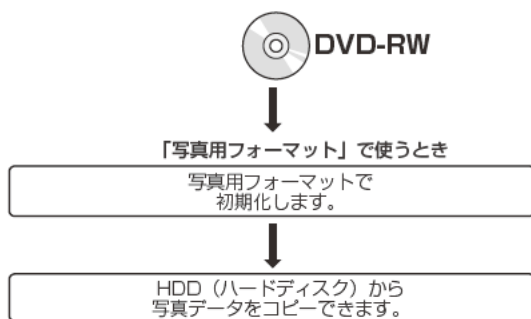 DVD-RW
「写真用フォーマット」で使うとき
写真用フォーマットで
初期化します。
HDD（ハードディスク）から
写真データをコピーできます。